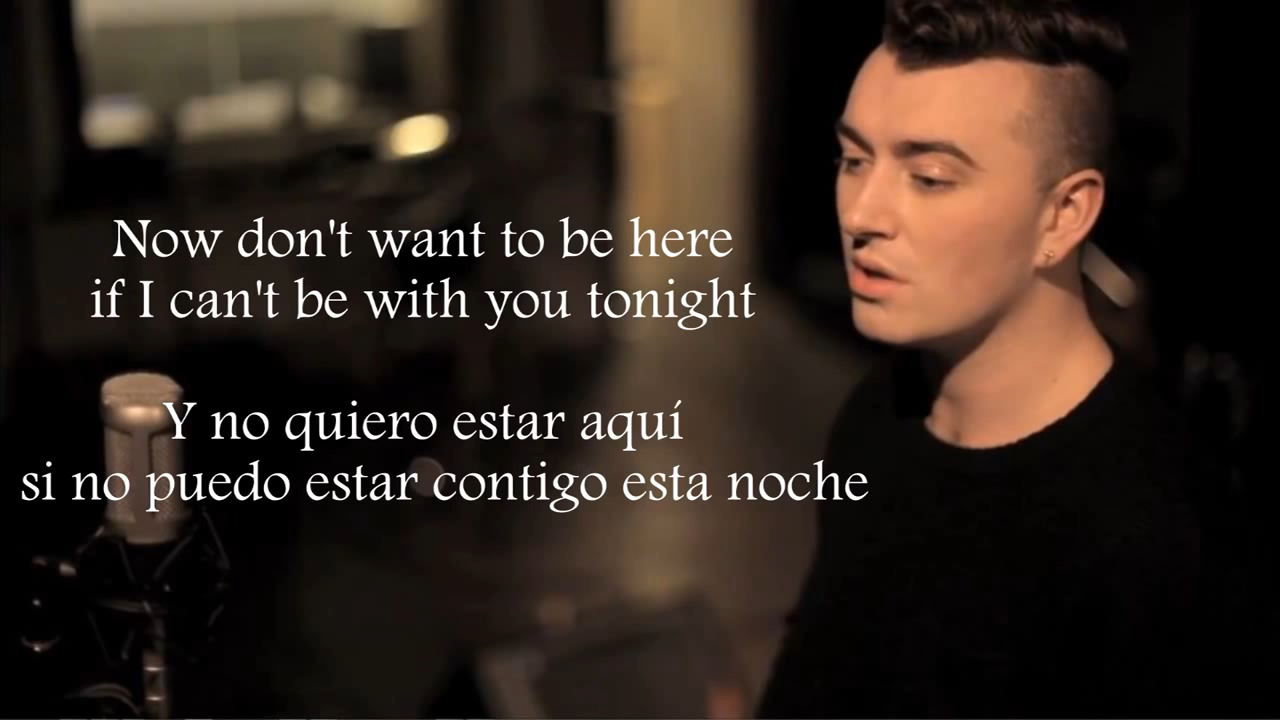 Now don't want to be here
if I can't be with you tonight
Y no quiero estar aquí
si no puedo estar contigo esta noche